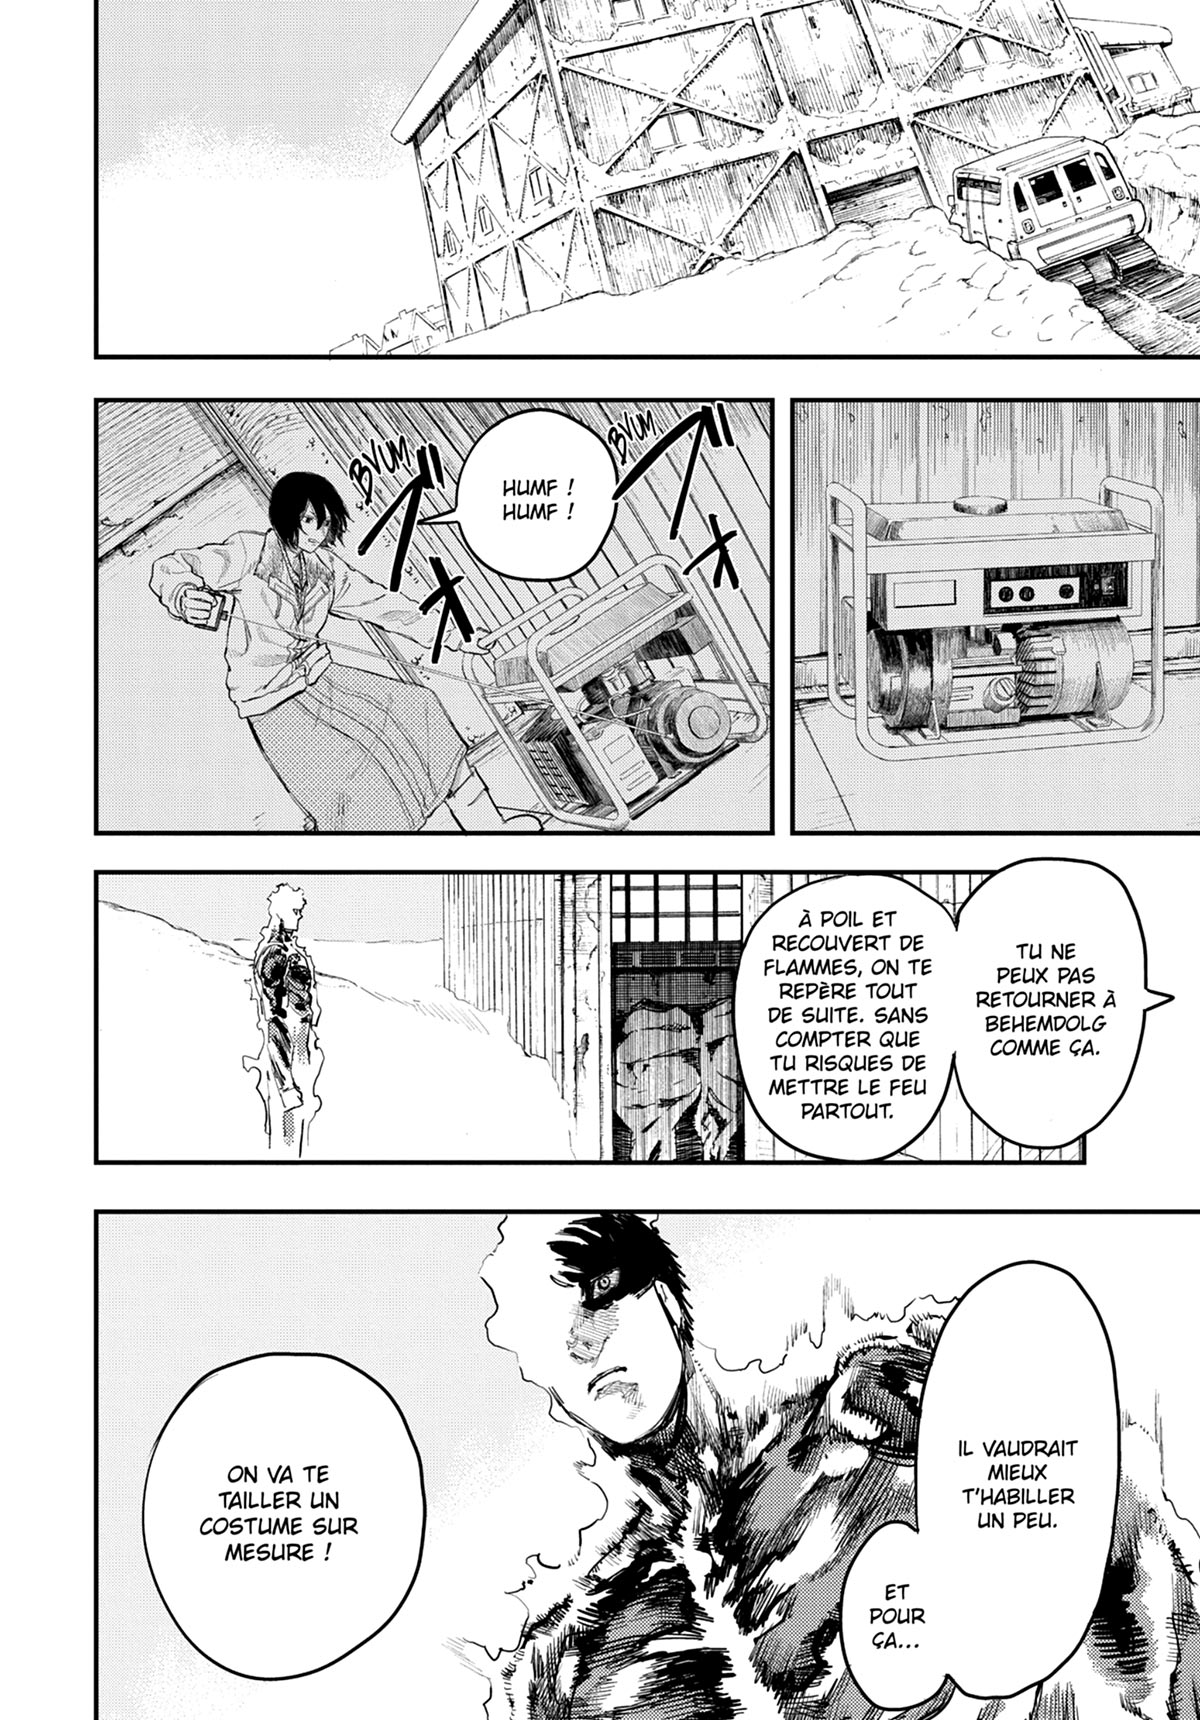 BVUM
HUMF !
HUMF !
BVUM
TU NE
PEUX PAS
RETOURNER À
BEHEMDOLG
COMME ÇA.
À POIL ET
RECOUVERT DE
FLAMMES, ON TE
REPÈRE TOUT
DE SUITE. SANS
COMPTER QUE
TU RISQUES DE
METTRE LE FEU
PARTOUT.
IL VAUDRAIT
MIEUX
T'HABILLER
UN PEU.
ET
POUR
ÇA...
ON VA TE
TAILLER UN
COSTUME SUR
MESURE !